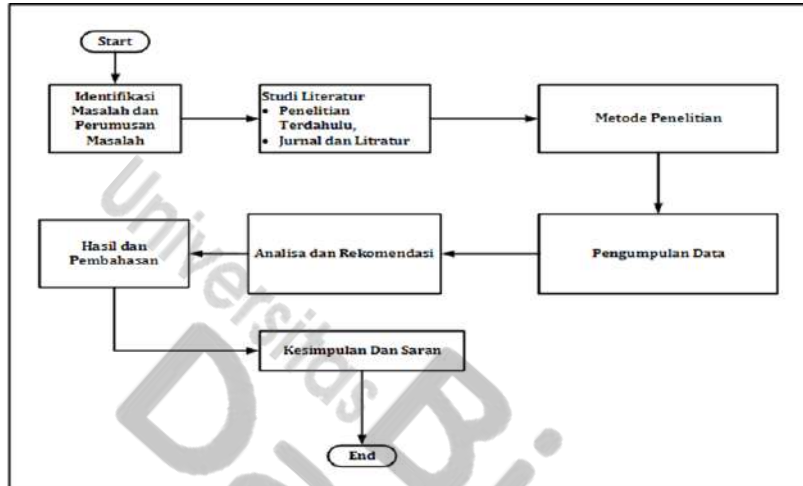 Start
Identifikasi
Masalah dan
Perumusan
Masalah
Studi Literatur
• Penelitian
Terdahulu,
• Jurnal dan Litratur
Metode Penelitian
Pengumpulan Data
Analisa dan Rekomendasi
Hasil dan
Pembahasan
Kesimpulan Dan Saran
End
Universitas